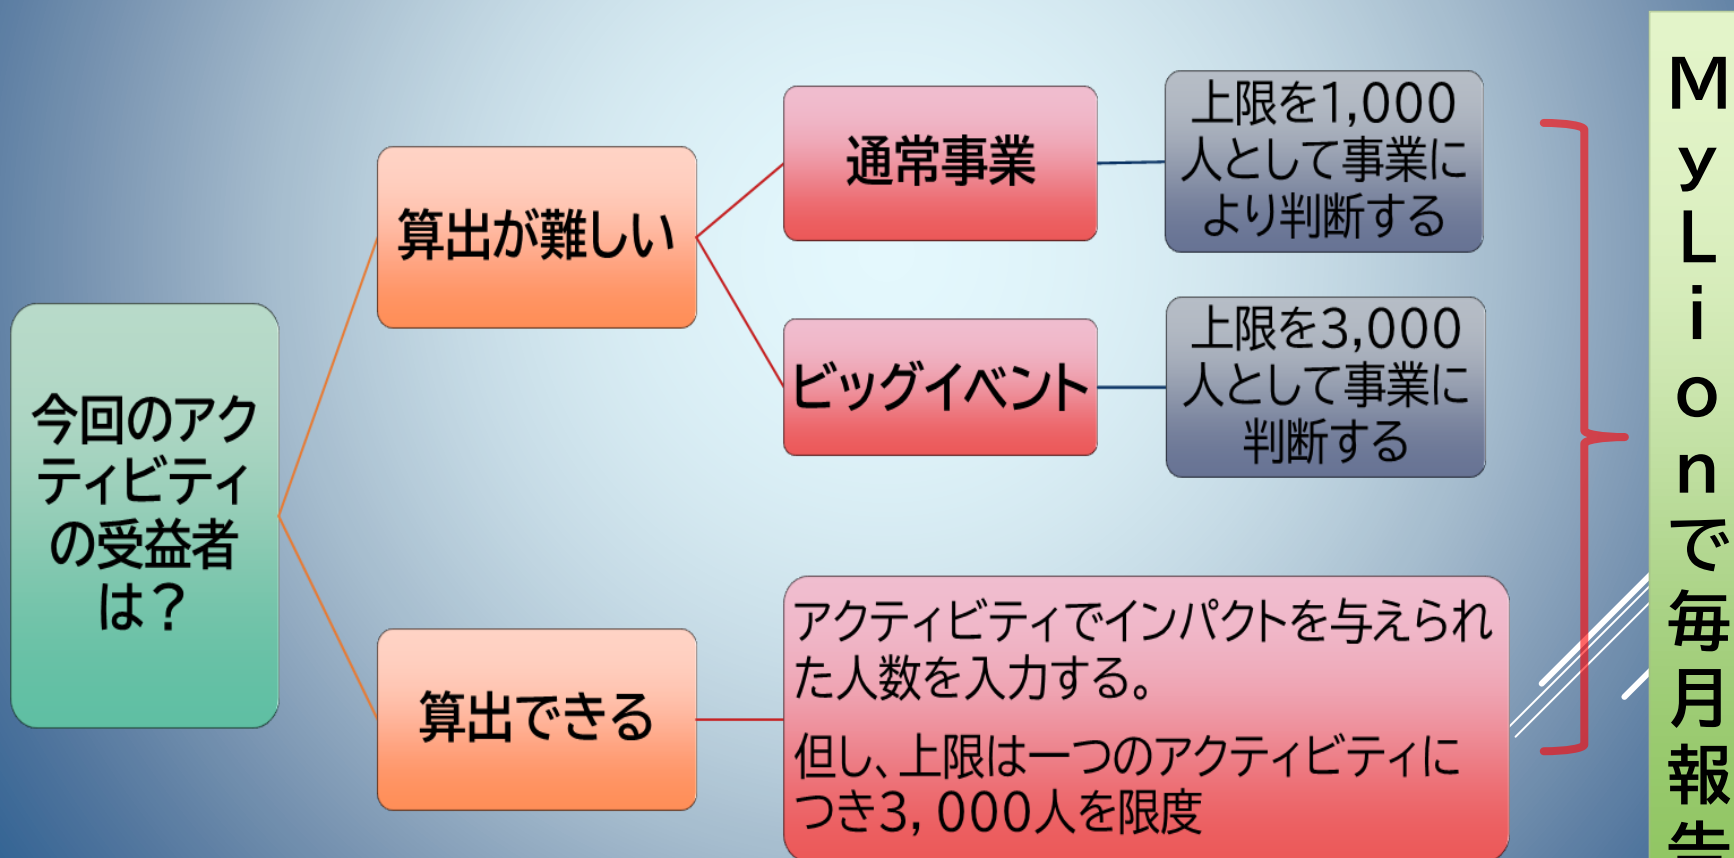 今回のアク
ティビティ
の受益者
は？
算出が難しい
通常事業
上限を1,000
人として事業に
より判断する
ビッグイベント
上限を3,000
人として事業に
判断する
算出できる
アクティビティでインパクトを与えられ
た人数を入力する。
但し、上限は一つのアクティビティに
つき3，000人を限度
MyLionで毎月報告